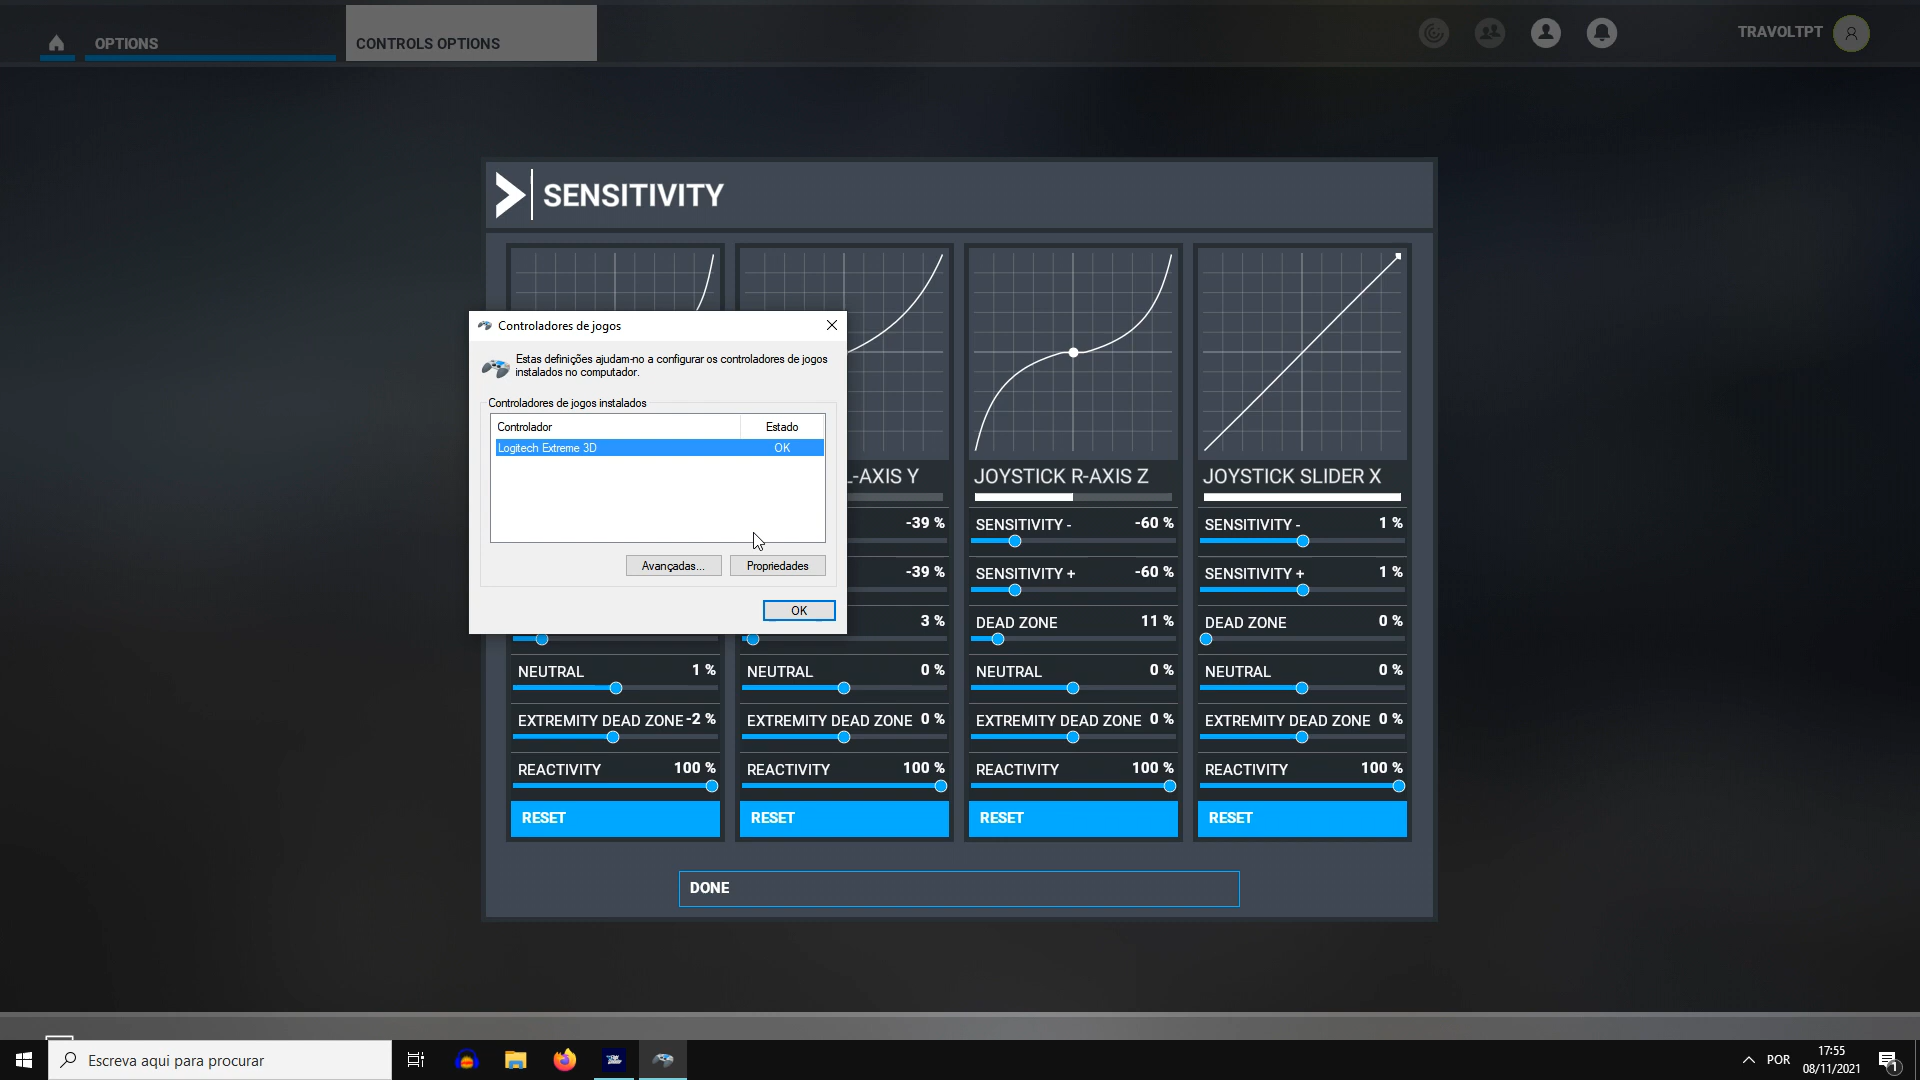 OPTIONS
CONTROLS OPTIONS
TRAVOLTPT
SENSITIVITY
Controladores de jogos
Estas definições ajudam-no a configurar os controladores de jogos
instalados no computador.
Controladores de jogos instalados
Controlador Estado
Logitech Extreme 3D OK
Avançadas...
Propriedades
OK
NEUTRAL 1 %
EXTREMITY DEAD ZONE -2 %
REACTIVITY 100 %
RESET
L-AXIS Y
-39 %
-39 %
3 %
NEUTRAL 0 %
EXTREMITY DEAD ZONE 0 %
REACTIVITY 100 %
RESET
JOYSTICK R-AXIS Z
SENSITIVITY - -60 %
SENSITIVITY + -60 %
DEAD ZONE 11 %
NEUTRAL 0 %
EXTREMITY DEAD ZONE 0 %
REACTIVITY 100 %
RESET
JOYSTICK SLIDER X
SENSITIVITY - 1 %
SENSITIVITY + 1 %
DEAD ZONE 0 %
NEUTRAL 0 %
EXTREMITY DEAD ZONE 0 %
REACTIVITY 100 %
RESET
DONE
Escreva aqui para procurar
POR
17:55
08/11/2021
1